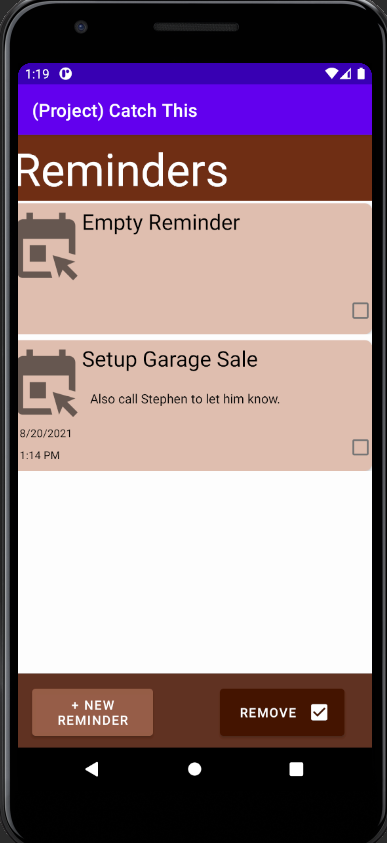 1:19
(Project) Catch This
Reminders
Empty Reminder
Setup Garage Sale
Also call Stephen to let him know.
8/20/2021
1:14 PM
+ NEW
REMINDER
REMOVE